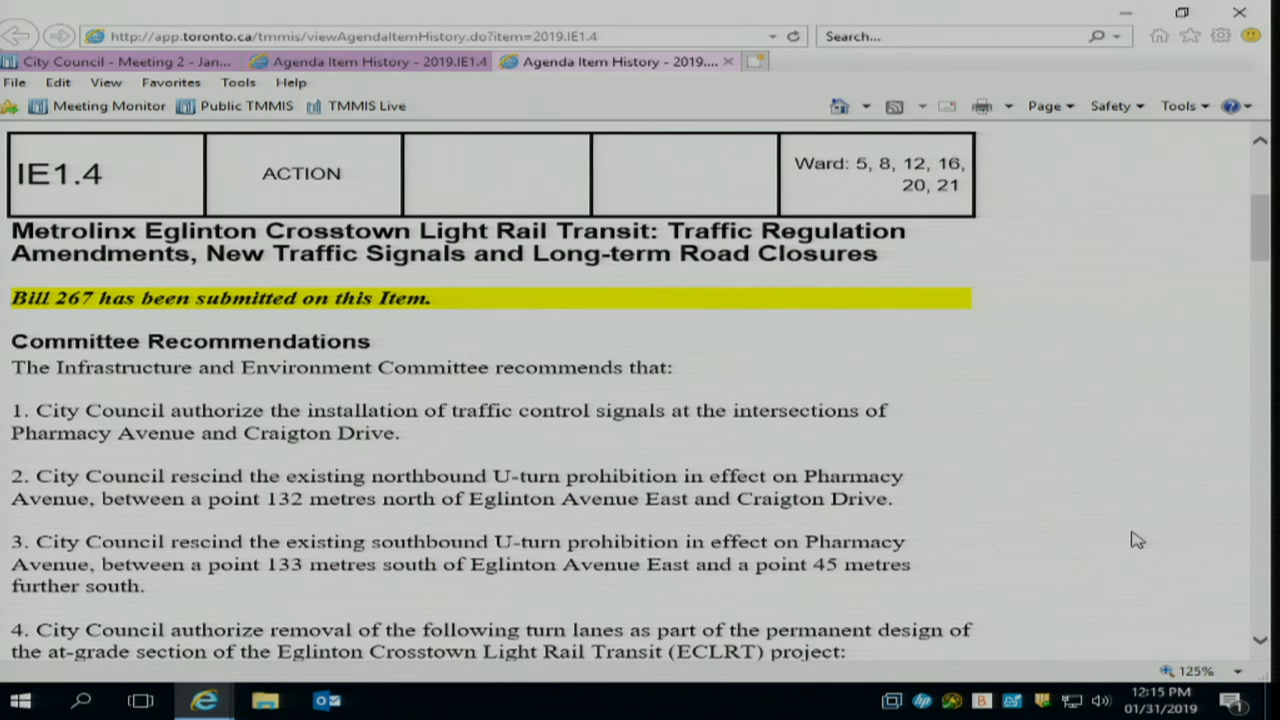 http://app.toronto.ca/tmmis/viewAgendaItemHistory.do?item=2019.IE1.4
Search...
City Council - Meeting 2 - Jan...
Agenda Item History - 2019.IE1.4
Agenda Item History - 2019....
File Edit View Favorites Tools Help
Meeting Monitor Public TMMIS TMMIS Live
Page Safety Tools
IE1.4
ACTION
Ward: 5, 8, 12, 16,
20, 21
Metrolinx Eglinton Crosstown Light Rail Transit: Traffic Regulation
Amendments, New Traffic Signals and Long-term Road Closures
Bill 267 has been submitted on this Item.
Committee Recommendations
The Infrastructure and Environment Committee recommends that:
1. City Council authorize the installation of traffic control signals at the intersections of
Pharmacy Avenue and Craigton Drive.
2. City Council rescind the existing northbound U-turn prohibition in effect on Pharmacy
Avenue, between a point 132 metres north of Eglinton Avenue East and Craigton Drive.
3. City Council rescind the existing southbound U-turn prohibition in effect on Pharmacy
Avenue, between a point 133 metres south of Eglinton Avenue East and a point 45 metres
further south.
4. City Council authorize removal of the following turn lanes as part of the permanent design of
the at-grade section of the Eglinton Crosstown Light Rail Transit (ECLRT) project:
125%
12:15 PM
01/31/2019